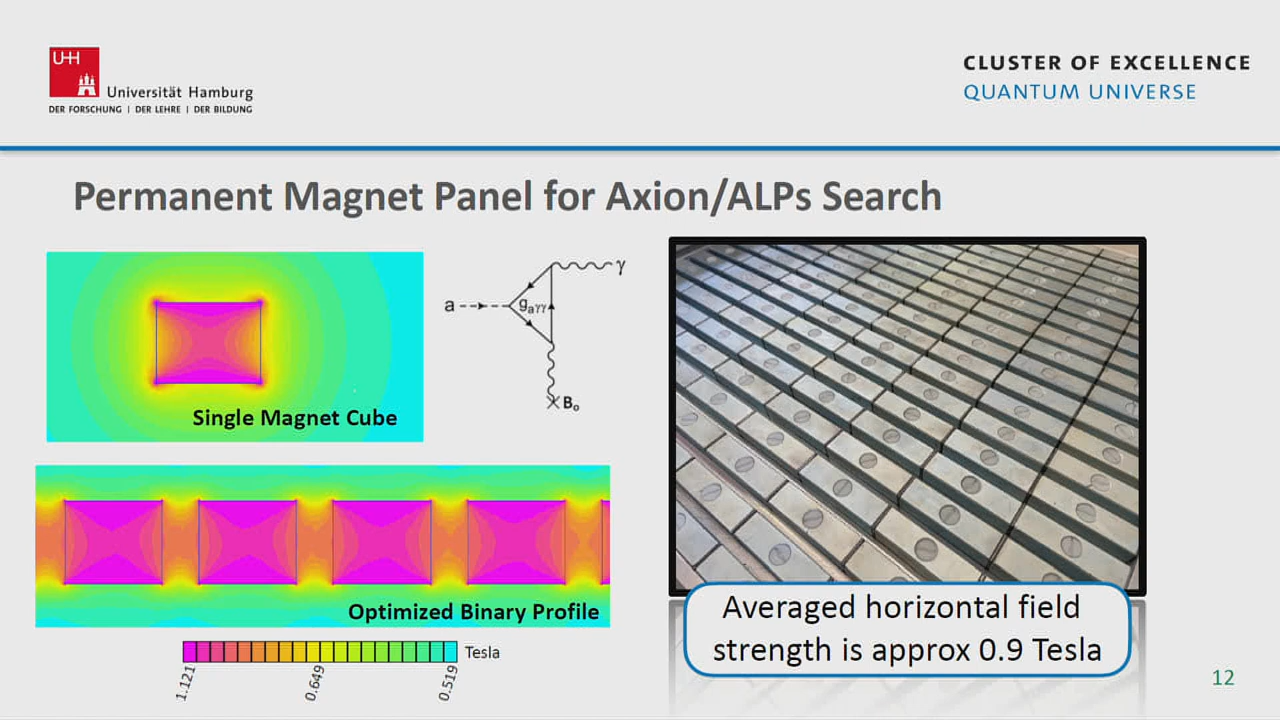 UHH
Universität Hamburg
DER FORSCHUNG | DER LEHRE | DER BILDUNG
CLUSTER OF EXCELLENCE
QUANTUM UNIVERSE
Permanent Magnet Panel for Axion/ALPs Search
Single Magnet Cube
a
gaγγ
γ
B₀
Optimized Binary Profile
Tesla
1.121
0.649
0.519
Averaged horizontal field
strength is approx 0.9 Tesla
12